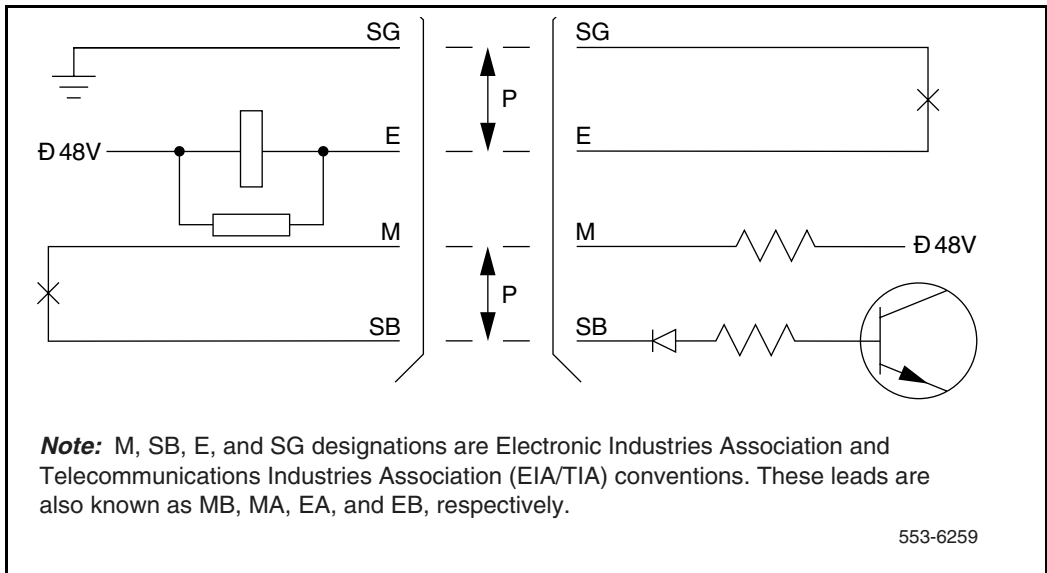 SG SG
P
Đ 48V E E
M M Đ 48V
P
SB SB
Note: M, SB, E, and SG designations are Electronic Industries Association and
Telecommunications Industries Association (EIA/TIA) conventions. These leads are
also known as MB, MA, EA, and EB, respectively.
553-6259